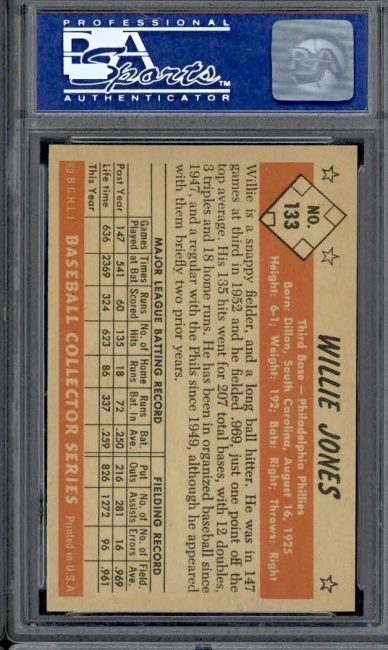 PROFESSIONAL
PSA
Sports™
AUTHENTICATOR
PSA
NO.
133
WILLIE JONES
Third Base — Philadelphia Phillies
Born: Dillon, South Carolina, August 16, 1925
Height: 6-1; Weight: 192; Bats: Right; Throws: Right
Willie is a snappy fielder, and a long ball hitter. He was in 147
games at third in 1952 and he fielded .969, just one point off the
top average. His 135 hits went for 207 total bases, with 12 doubles,
3 triples and 18 home runs. He has been in organized baseball since
1947, and a regular with the Phils since 1949, although he appeared
with them briefly two prior years.
MAJOR LEAGUE BATTING RECORD FIELDING RECORD
Games Times Runs No. of Home Runs Bat. Put No. of No. of Field.
Played at Bat Scored Hits Runs Bat. In Ave. Outs Assists Errors Ave.
Past Year 147 541 60 135 18 72 .250 216 281 16 .969
Life time 636 2369 324 623 86 337 .259 826 1272 96 .961
This Year
© B.G.H.L.I. BASEBALL COLLECTOR SERIES Printed in U.S.A